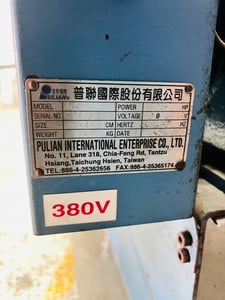 PULIAN 普聯國際股份有限公司
MODEL POWER HP
SERIAL NO. VOLTAGE V
SIZE CM HERTZ HZ
WEIGHT KG DATE
PULIAN INTERNATIONAL ENTERPRISE CO., LTD.
No. 11, Lane 318, Chia-Feng Rd, Tantzu
Hsiang,Taichung Hsien, Taiwan
TEL:886-4-25362656 FAX:886-4-25365174
380V